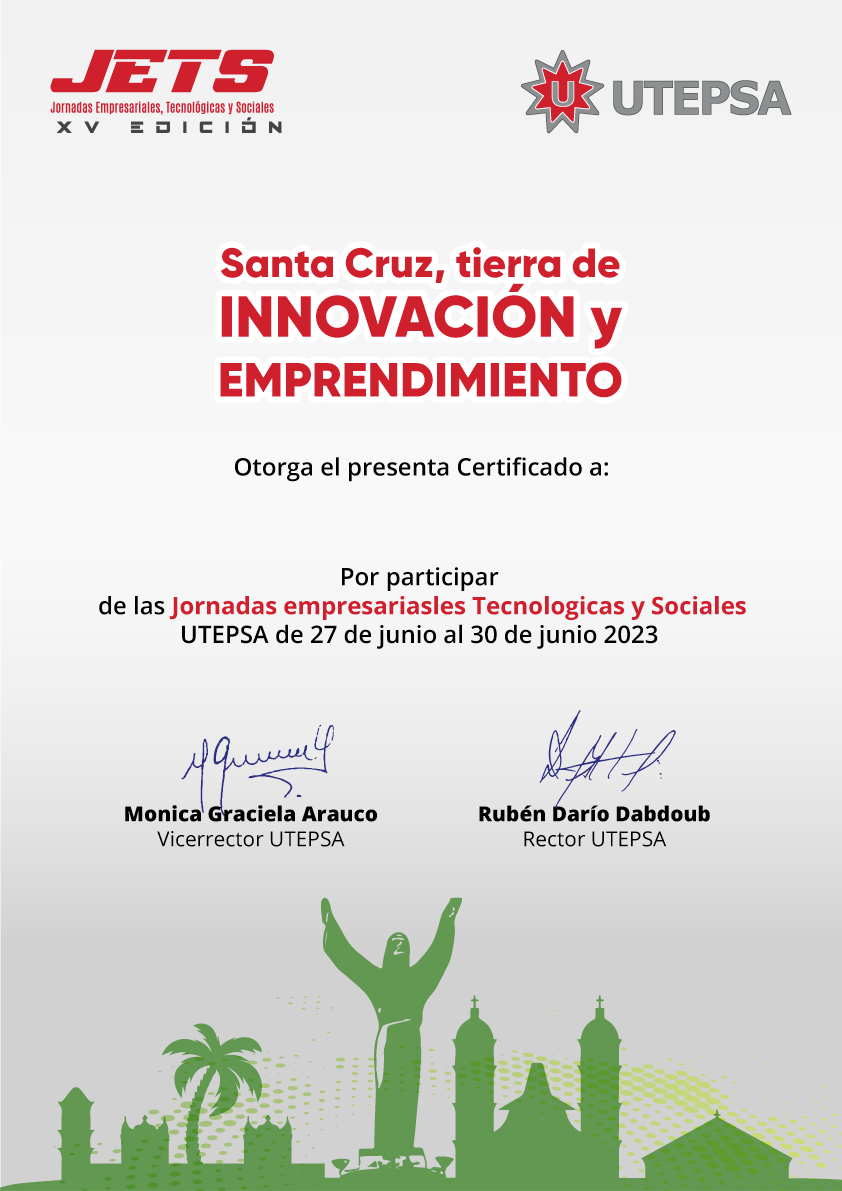 JETS
Jornadas Empresariales, Tecnológicas y Sociales
XV EDICIÓN
U UTEPSA
Santa Cruz, tierra de
INNOVACIÓN y
EMPRENDIMIENTO
Otorga el presenta Certificado a:
Por participar
de las Jornadas empresariasles Tecnologicas y Sociales
UTEPSA de 27 de junio al 30 de junio 2023
Monica Graciela Arauco
Vicerrector UTEPSA
Rubén Darío Dabdoub
Rector UTEPSA